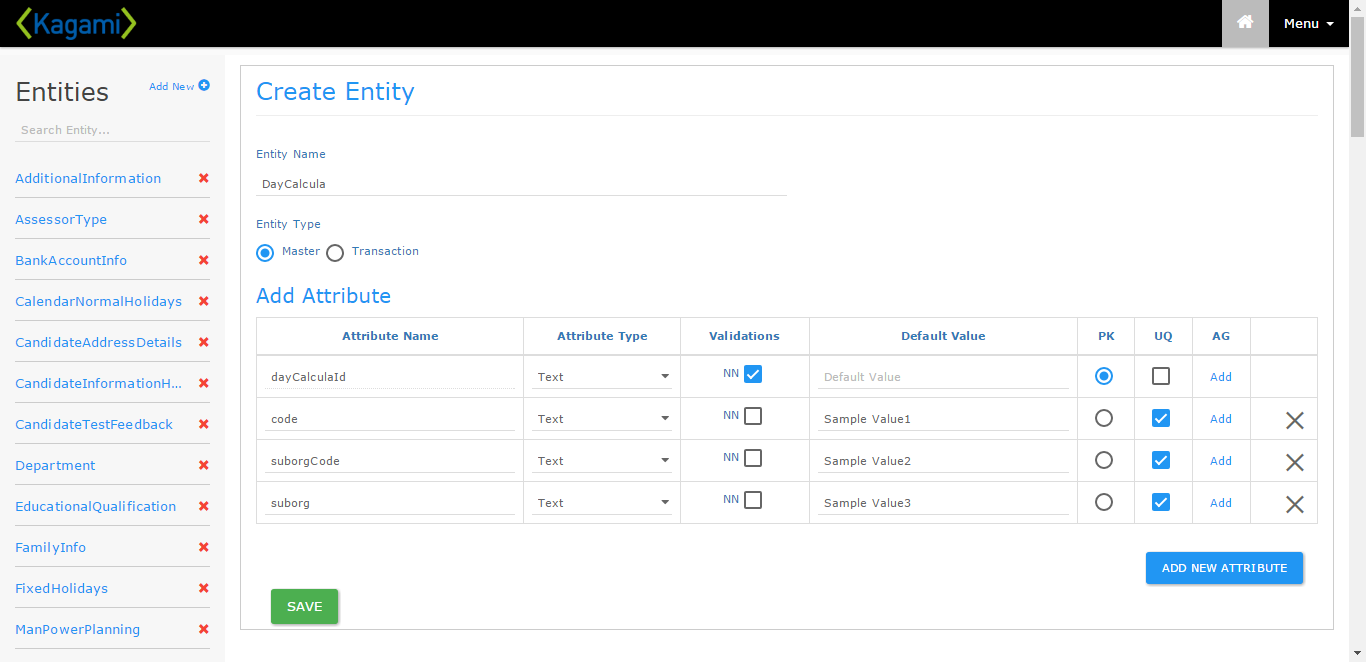 Kagami
Menu
Entities
Add New
Search Entity...
AdditionalInformation
AssessorType
BankAccountInfo
CalendarNormalHolidays
CandidateAddressDetails
CandidateInformationH...
CandidateTestFeedback
Department
EducationalQualification
FamilyInfo
FixedHolidays
ManPowerPlanning
Create Entity
Entity Name
DayCalcula
Entity Type
Master Transaction
Add Attribute
Attribute Name Attribute Type Validations Default Value PK UQ AG
dayCalculaId Text NN Default Value Add
code Text NN Sample Value1 Add
suborgCode Text NN Sample Value2 Add
suborg Text NN Sample Value3 Add
ADD NEW ATTRIBUTE
SAVE